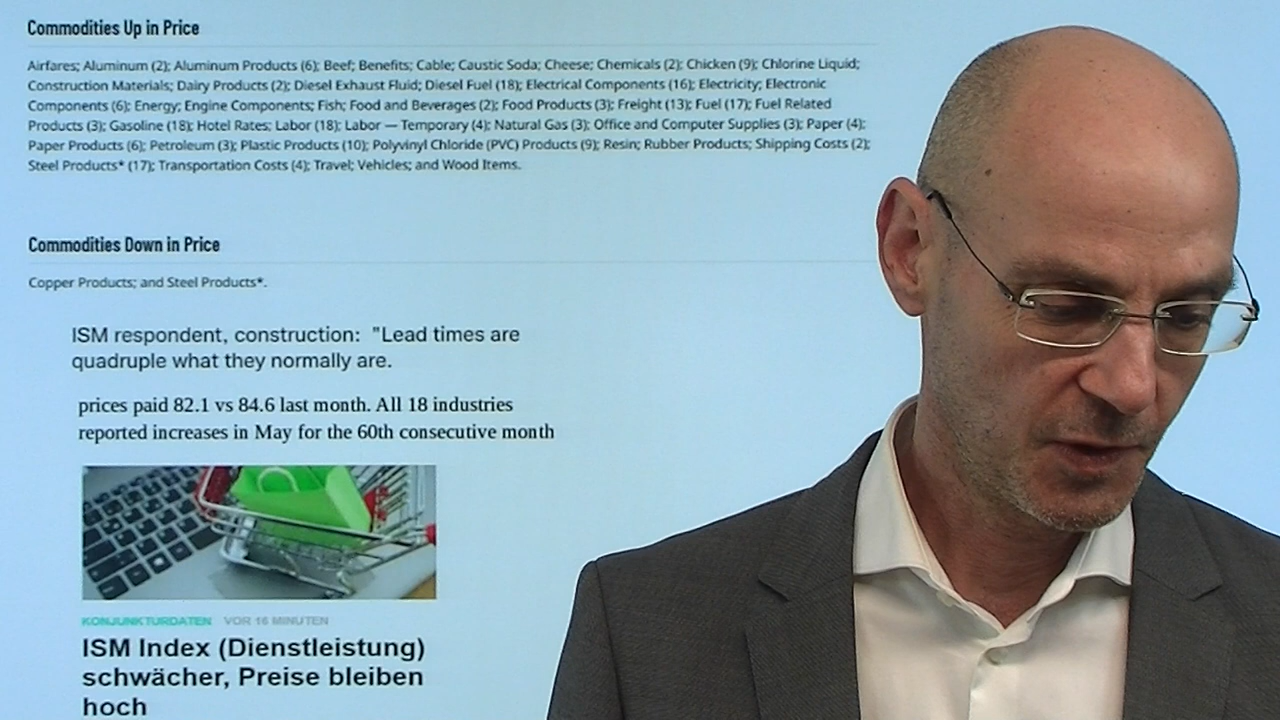 Commodities Up in Price
Airfares; Aluminum (2); Aluminum Products (6); Beef; Benefits; Cable; Caustic Soda; Cheese; Chemicals (2); Chicken (9); Chlorine Liquid;
Construction Materials; Dairy Products (2); Diesel Exhaust Fluid; Diesel Fuel (18); Electrical Components (16); Electricity; Electronic
Components (6); Energy; Engine Components; Fish; Food and Beverages (2); Food Products (3); Freight (13); Fuel (17); Fuel Related
Products (3); Gasoline (18); Hotel Rates; Labor (18); Labor — Temporary (4); Natural Gas (3); Office and Computer Supplies (3); Paper (4);
Paper Products (6); Petroleum (3); Plastic Products (10); Polyvinyl Chloride (PVC) Products (9); Resin; Rubber Products; Shipping Costs (2);
Steel Products* (17); Transportation Costs (4); Travel; Vehicles; and Wood Items.
Commodities Down in Price
Copper Products; and Steel Products*.
ISM respondent, construction: "Lead times are
quadruple what they normally are.
prices paid 82.1 vs 84.6 last month. All 18 industries
reported increases in May for the 60th consecutive month
KONJUNKTURDATEN VOR 16 MINUTEN
ISM Index (Dienstleistung)
schwächer, Preise bleiben
hoch